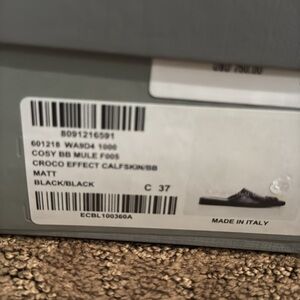 8091216591
601218 WA9D4 1000
COSY BB MULE F005
CROCO EFFECT CALFSKIN/BB
MATT
BLACK/BLACK
C 37
ECBL100360A
MADE IN ITALY